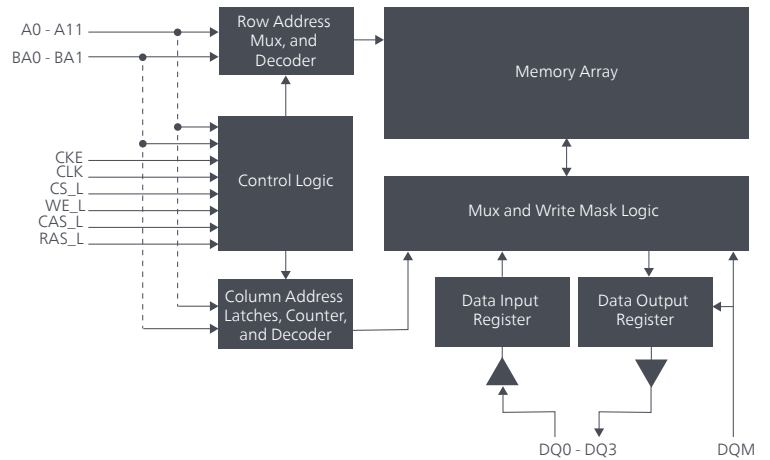 A0 - A11
BA0 - BA1
Row Address
Mux, and
Decoder
Memory Array
CKE
CLK
CS_L
WE_L
CAS_L
RAS_L
Control Logic
Mux and Write Mask Logic
Column Address
Latches, Counter,
and Decoder
Data Input
Register
Data Output
Register
DQ0 - DQ3
DQM